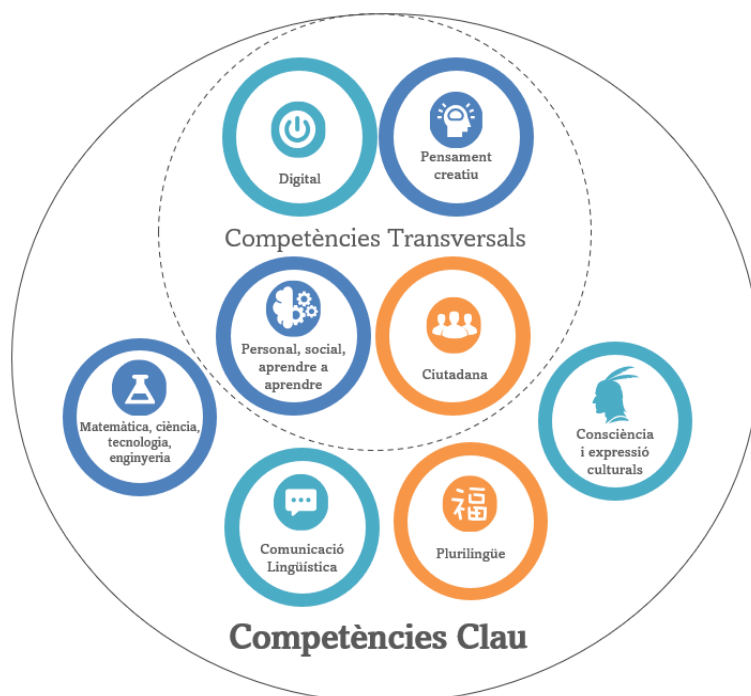 Digital
Pensament
creatiu
Competències Transversals
Personal, social,
aprendre a
aprendre
Ciutadana
Matemàtica, ciència,
tecnologia,
enginyeria
Consciència
i expressió
culturals
Comunicació
Lingüística
福
Plurilingüe
Competències Clau